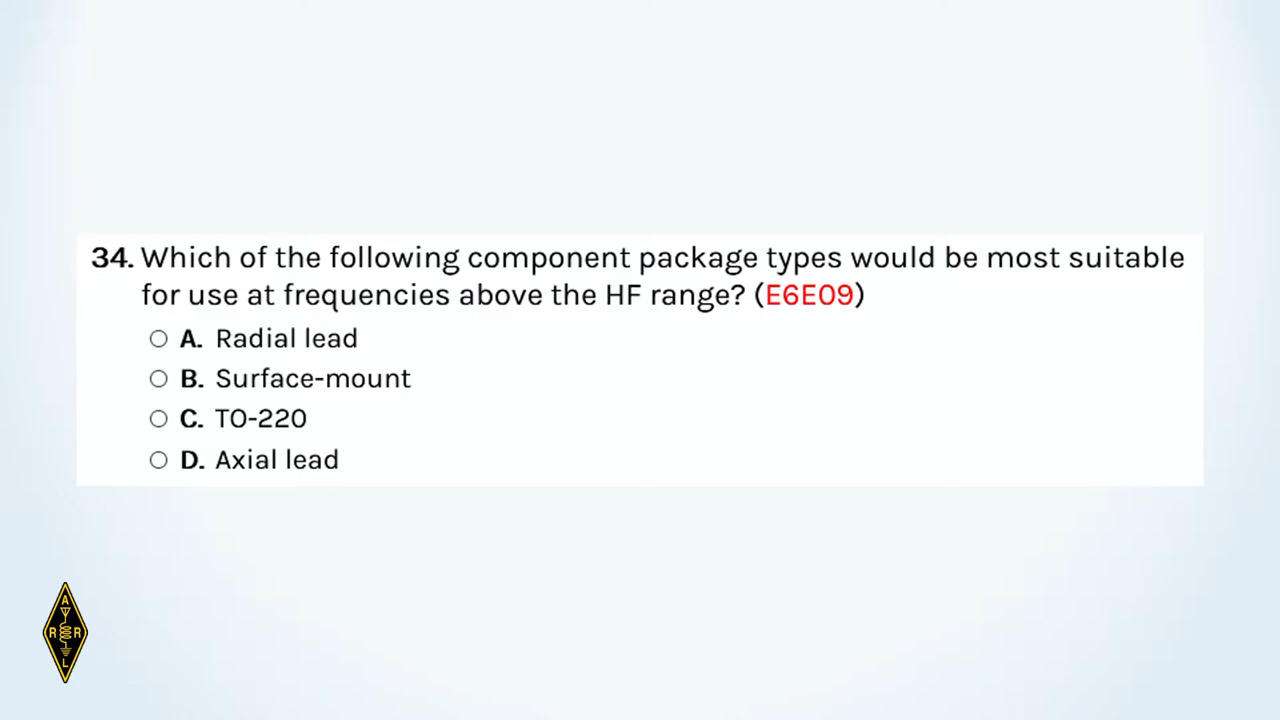 34. Which of the following component package types would be most suitable
for use at frequencies above the HF range? (E6E09)
A. Radial lead
B. Surface-mount
C. TO-220
D. Axial lead
A
R R
L